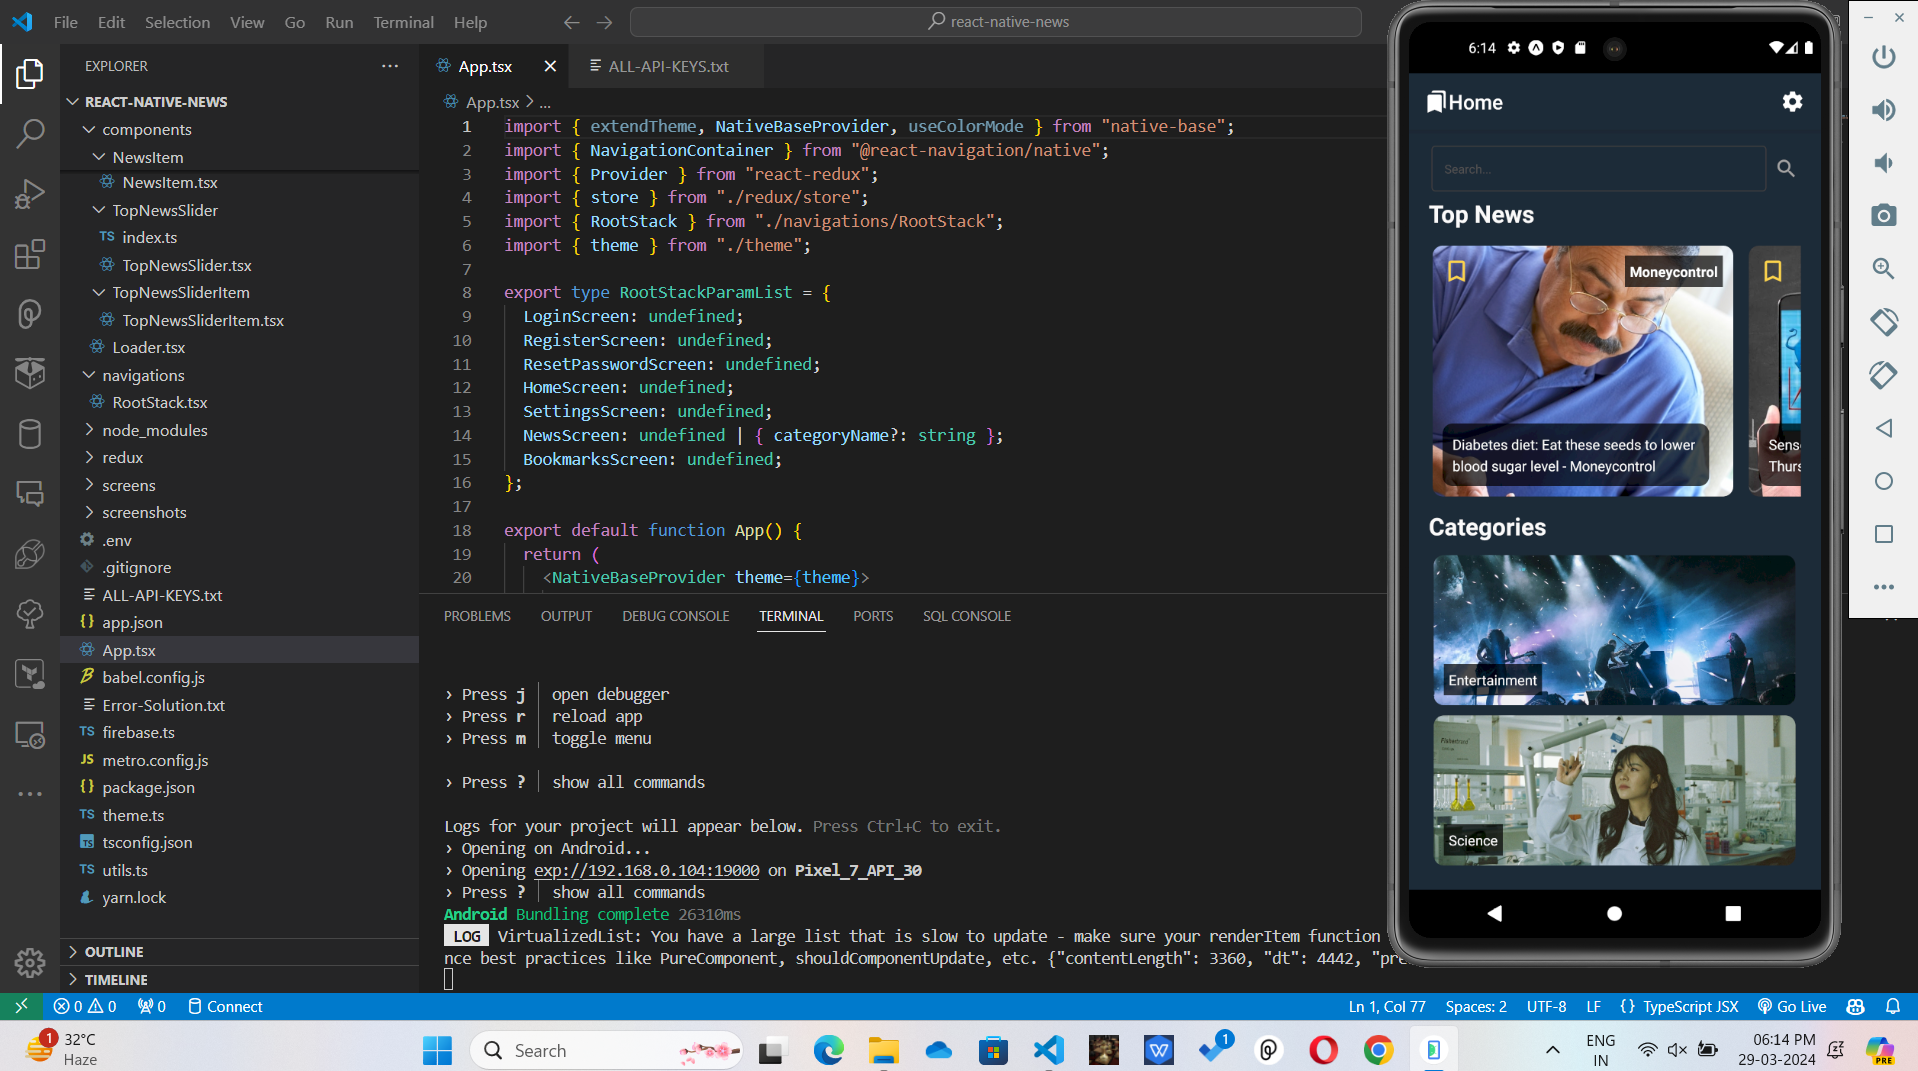 File Edit Selection View Go Run Terminal Help
react-native-news
EXPLORER
REACT-NATIVE-NEWS
components
NewsItem
NewsItem.tsx
TopNewsSlider
TS index.ts
TopNewsSlider.tsx
TopNewsSliderItem
TopNewsSliderItem.tsx
Loader.tsx
navigations
RootStack.tsx
node_modules
redux
screens
screenshots
.env
.gitignore
ALL-API-KEYS.txt
{} app.json
App.tsx
babel.config.js
Error-Solution.txt
TS firebase.ts
JS metro.config.js
{} package.json
TS theme.ts
TS tsconfig.json
TS utils.ts
yarn.lock
OUTLINE
TIMELINE
App.tsx
ALL-API-KEYS.txt
App.tsx > ...
1 import { extendTheme, NativeBaseProvider, useColorMode } from "native-base";
2 import { NavigationContainer } from "@react-navigation/native";
3 import { Provider } from "react-redux";
4 import { store } from "./redux/store";
5 import { RootStack } from "./navigations/RootStack";
6 import { theme } from "./theme";
7
8 export type RootStackParamList = {
9 LoginScreen: undefined;
10 RegisterScreen: undefined;
11 ResetPasswordScreen: undefined;
12 HomeScreen: undefined;
13 SettingsScreen: undefined;
14 NewsScreen: undefined | { categoryName?: string };
15 BookmarksScreen: undefined;
16 };
17
18 export default function App() {
19 return (
20 <NativeBaseProvider theme={theme}>
PROBLEMS OUTPUT DEBUG CONSOLE TERMINAL PORTS SQL CONSOLE
› Press j │ open debugger
› Press r │ reload app
› Press m │ toggle menu
› Press ? │ show all commands
Logs for your project will appear below. Press Ctrl+C to exit.
› Opening on Android...
› Opening exp://192.168.0.104:19000 on Pixel_7_API_30
› Press ? │ show all commands
Android Bundling complete 26310ms
LOG VirtualizedList: You have a large list that is slow to update - make sure your renderItem function
nce best practices like PureComponent, shouldComponentUpdate, etc. {"contentLength": 3360, "dt": 4442, "pre
6:14
Home
Search...
Top News
Moneycontrol
Diabetes diet: Eat these seeds to lower
blood sugar level - Moneycontrol
Sens
Thurs
Categories
Entertainment
Science
0 0 0 Connect
Ln 1, Col 77 Spaces: 2 UTF-8 LF {} TypeScript JSX Go Live
1
32°C
Haze
Search
1
ENG
IN
06:14 PM
29-03-2024
PRE